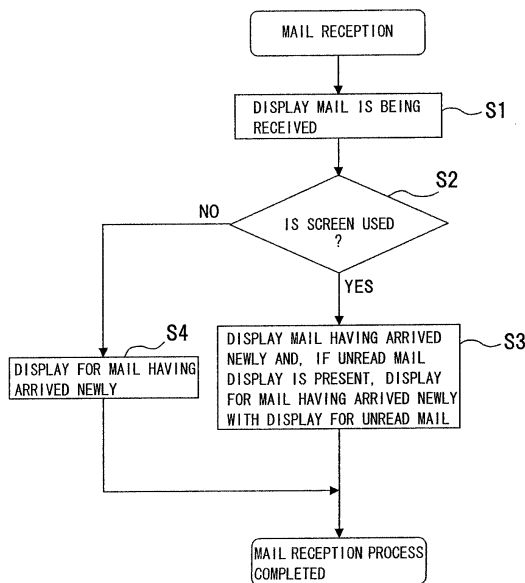 MAIL RECEPTION
DISPLAY MAIL IS BEING
RECEIVED
S1
S2
IS SCREEN USED
?
NO
YES
S4
DISPLAY FOR MAIL HAVING
ARRIVED NEWLY
DISPLAY MAIL HAVING ARRIVED
NEWLY AND, IF UNREAD MAIL
DISPLAY IS PRESENT, DISPLAY
FOR MAIL HAVING ARRIVED NEWLY
WITH DISPLAY FOR UNREAD MAIL
S3
MAIL RECEPTION PROCESS
COMPLETED